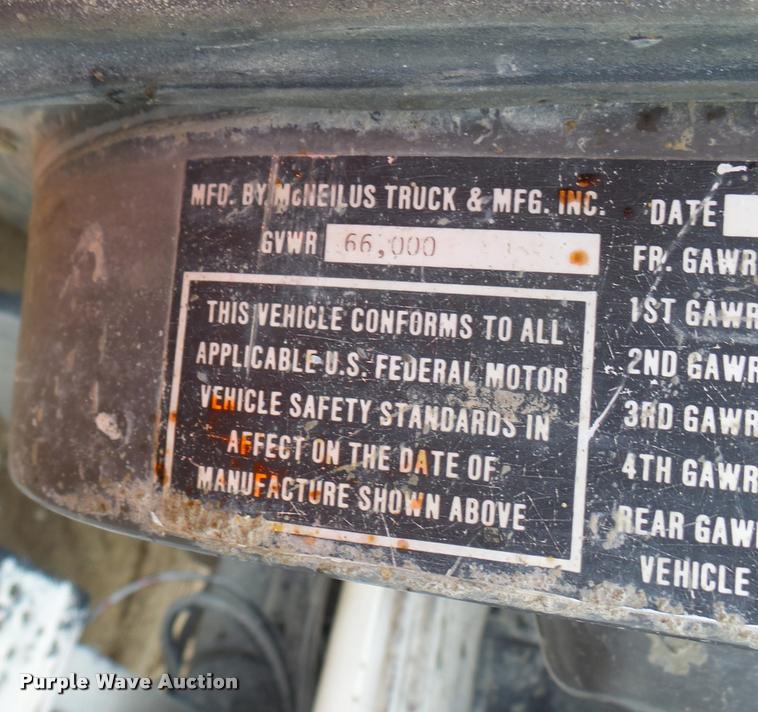 MFD. BY McNEILUS TRUCK & MFG. INC.
GVWR 66,000
THIS VEHICLE CONFORMS TO ALL
APPLICABLE U.S. FEDERAL MOTOR
VEHICLE SAFETY STANDARDS IN
AFFECT ON THE DATE OF
MANUFACTURE SHOWN ABOVE
DATE
FR. GAWR
1ST GAWR
2ND GAWR
3RD GAWR
4TH GAWR
REAR GAWR
VEHICLE
Purple Wave Auction